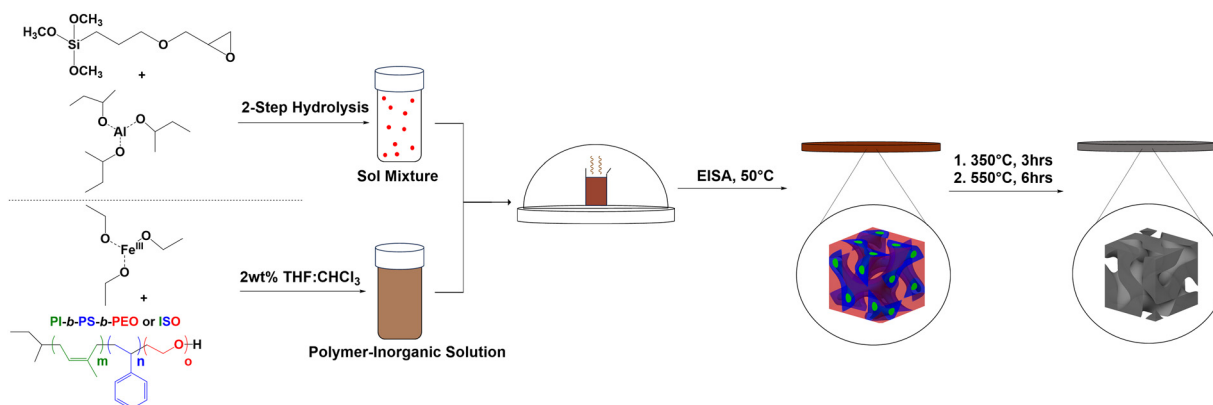 OCH₃
H₃CO
Si
OCH₃
O
O
+
O
Al
O
O
2-Step Hydrolysis
Sol Mixture
O
O
Fe^III
O
+
PI-b-PS-b-PEO or ISO
m
n
O
o
H
2wt% THF:CHCl₃
Polymer-Inorganic Solution
EISA, 50°C
1. 350°C, 3hrs
2. 550°C, 6hrs